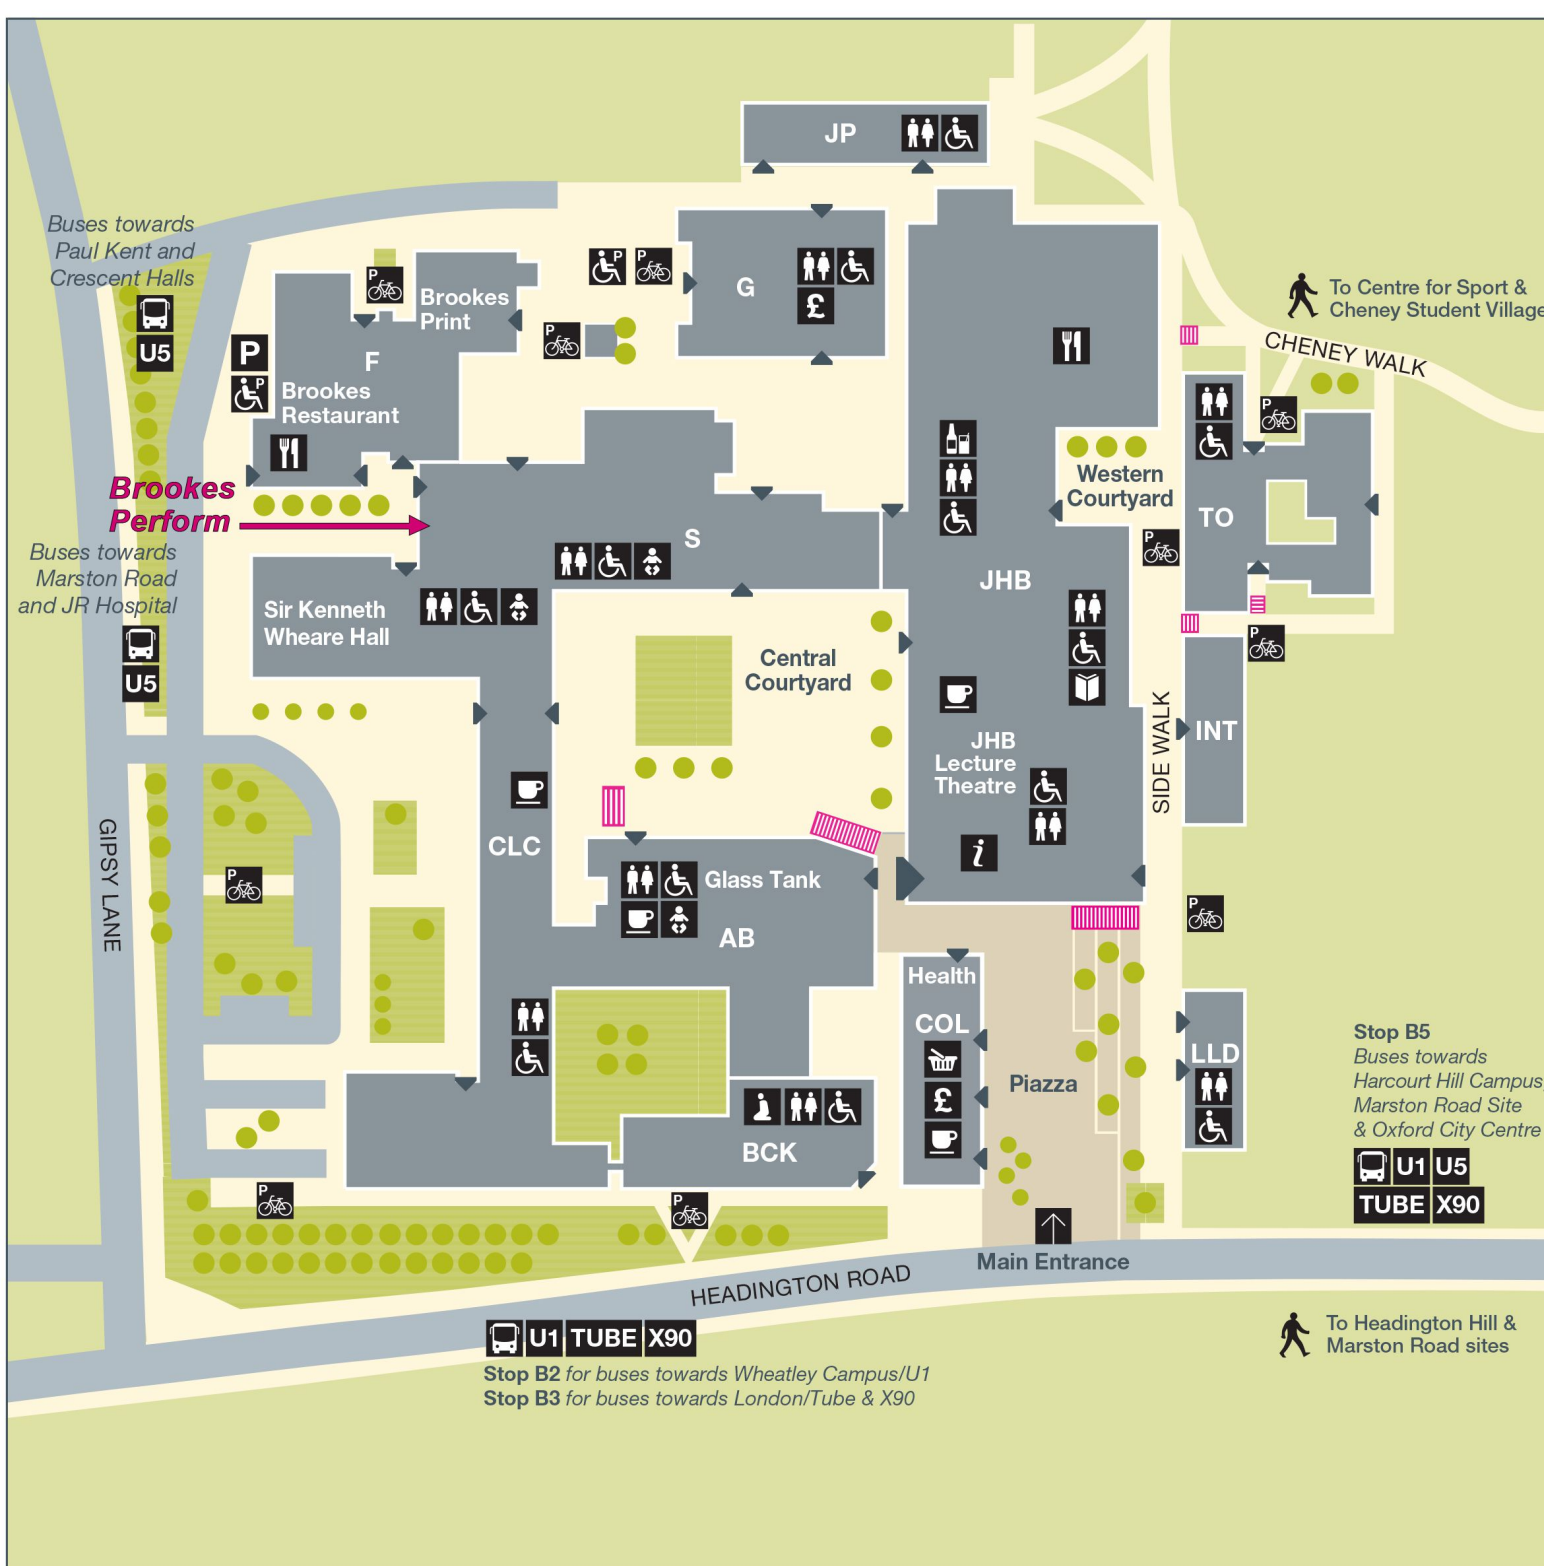 JP
Buses towards
Paul Kent and
Crescent Halls
U5
P
P
P
Brookes
Print
F
P
P
P
Brookes
Restaurant
G
£
To Centre for Sport &
Cheney Student Village
CHENEY WALK
P
Western
Courtyard
TO
P
P
Brookes
Perform
Buses towards
Marston Road
and JR Hospital
U5
S
JHB
Sir Kenneth
Wheare Hall
Central
Courtyard
JHB
Lecture
Theatre
i
SIDE WALK
INT
GIPSY LANE
P
CLC
Glass Tank
AB
P
Health
COL
£
Piazza
LLD
Stop B5
Buses towards
Harcourt Hill Campus,
Marston Road Site
& Oxford City Centre
U1 U5
TUBE X90
BCK
P
P
Main Entrance
HEADINGTON ROAD
U1 TUBE X90
Stop B2 for buses towards Wheatley Campus/U1
Stop B3 for buses towards London/Tube & X90
To Headington Hill &
Marston Road sites